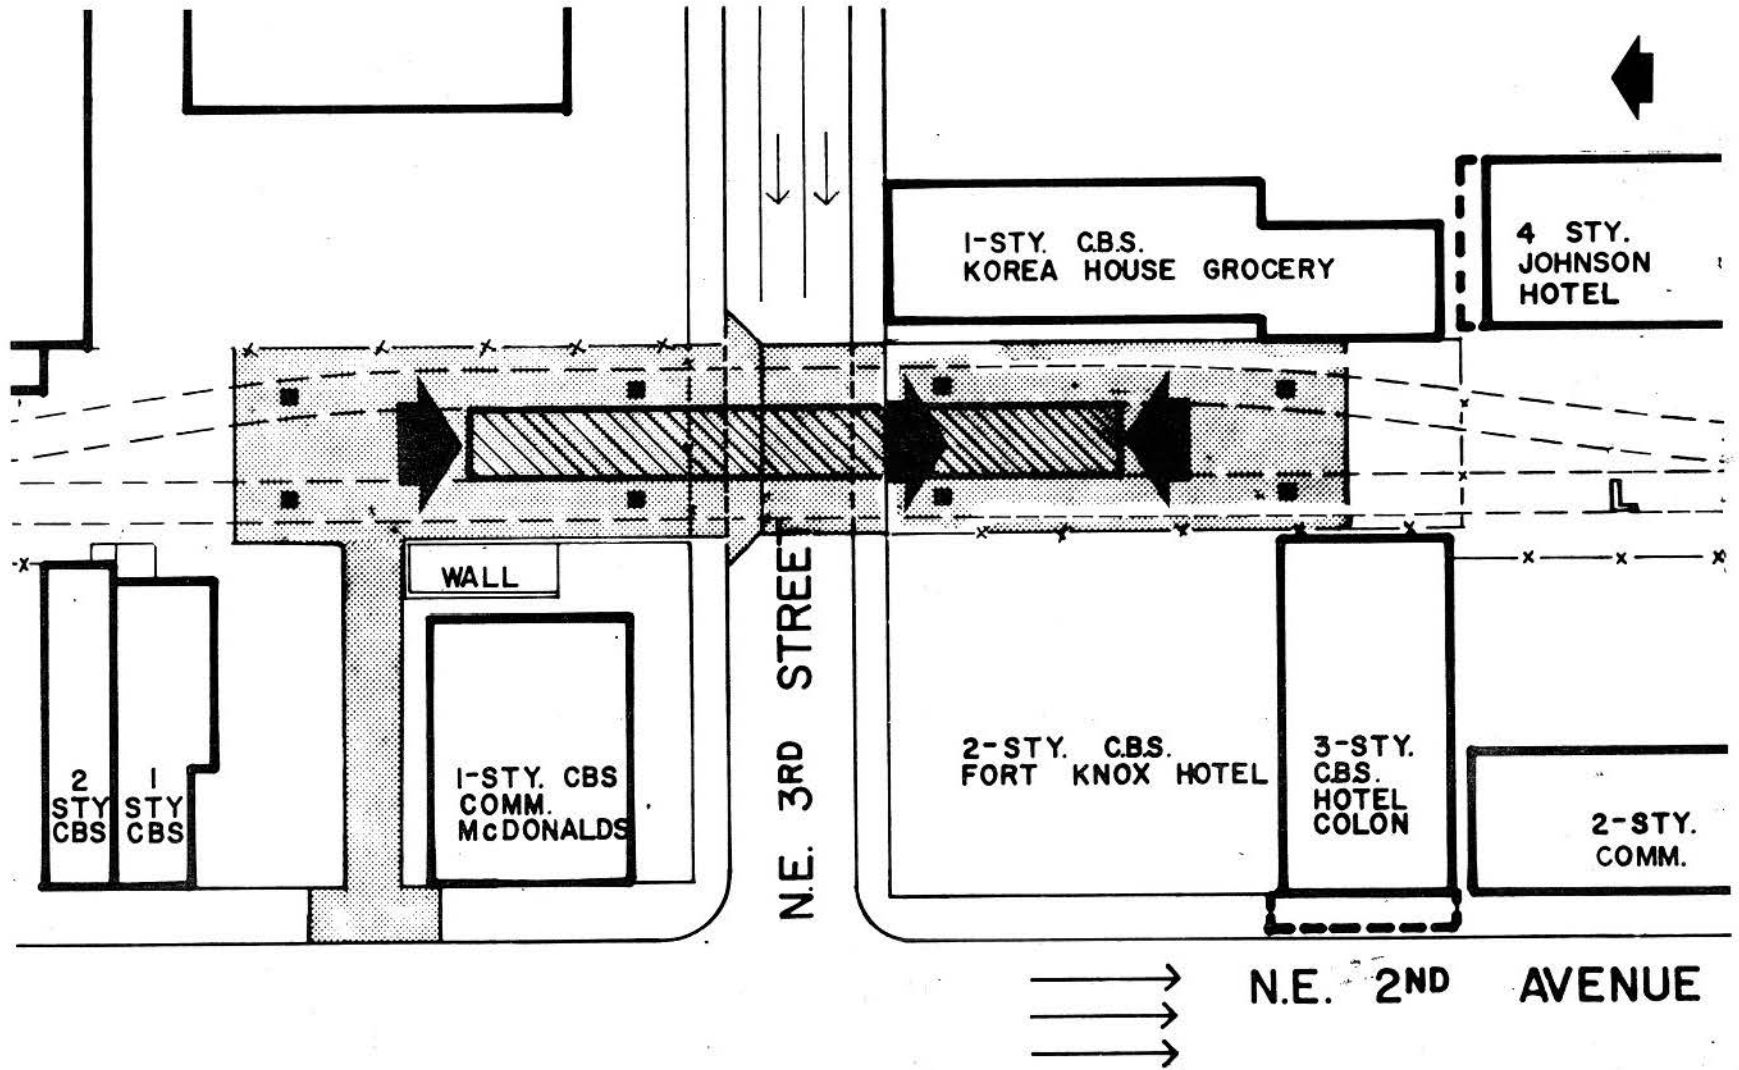 1-STY. C.B.S.
KOREA HOUSE GROCERY
4 STY.
JOHNSON
HOTEL
WALL
N.E. 3RD STREET
2
STY
CBS
1
STY
CBS
1-STY. CBS
COMM.
McDONALDS
2-STY. C.B.S.
FORT KNOX HOTEL
3-STY.
C.B.S.
HOTEL
COLON
2-STY.
COMM.
N.E. 2ND AVENUE